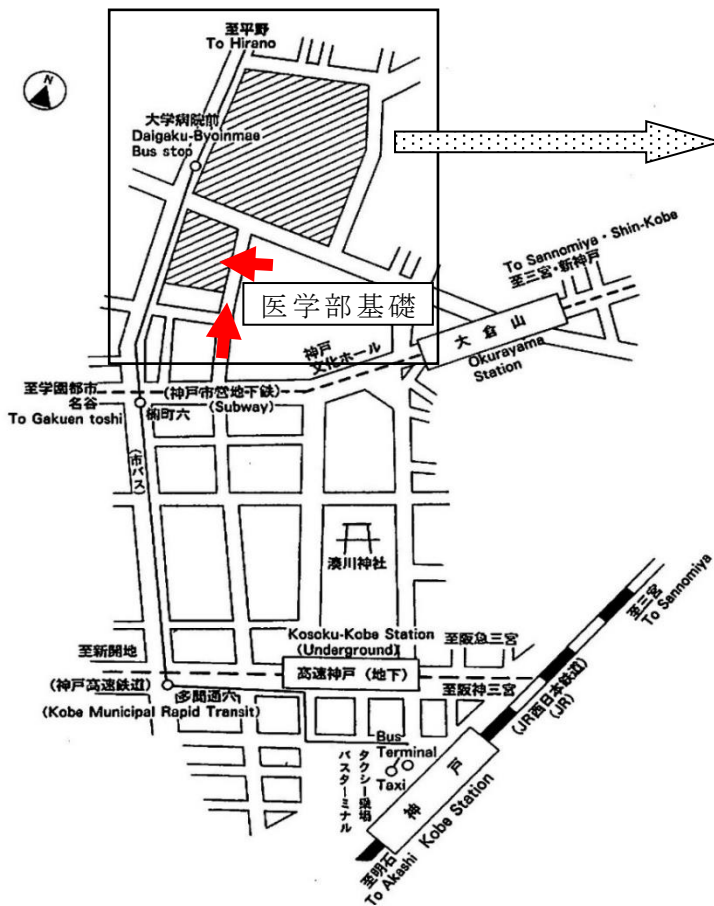 至平野
To Hirano
N
大学病院前
Daigaku-Byoinmae
Bus stop
To Sannomiya・Shin-Kobe
至三宮・新神戸
医学部基礎
大倉山
Okurayama
Station
神戸
文化ホール
至学園都市
名谷
To Gakuen toshi
(神戸市営地下鉄)
(Subway)
楠町六
(市バス)
湊川神社
至三宮
To Sannomiya
Kosoku-Kobe Station
(Underground)
至阪急三宮
至新開地
高速神戸(地下)
(神戸高速鉄道)
多聞通六
至阪神三宮
(Kobe Municipal Rapid Transit)
(JR西日本鉄道)
(JR)
Bus
Terminal
Taxi
タクシー乗場
バスターミナル
神戸
Kobe Station
至明石
To Akashi